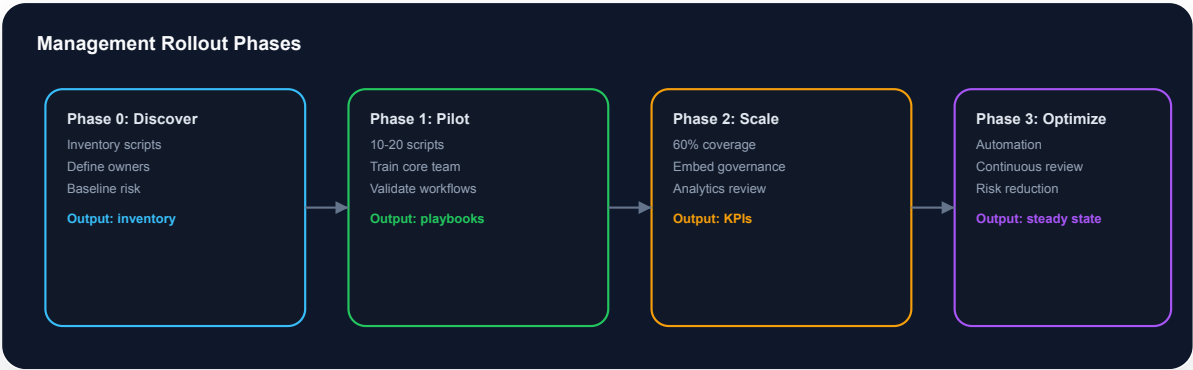 Management Rollout Phases
Phase 0: Discover
Inventory scripts
Define owners
Baseline risk
Output: inventory
Phase 1: Pilot
10-20 scripts
Train core team
Validate workflows
Output: playbooks
Phase 2: Scale
60% coverage
Embed governance
Analytics review
Output: KPIs
Phase 3: Optimize
Automation
Continuous review
Risk reduction
Output: steady state